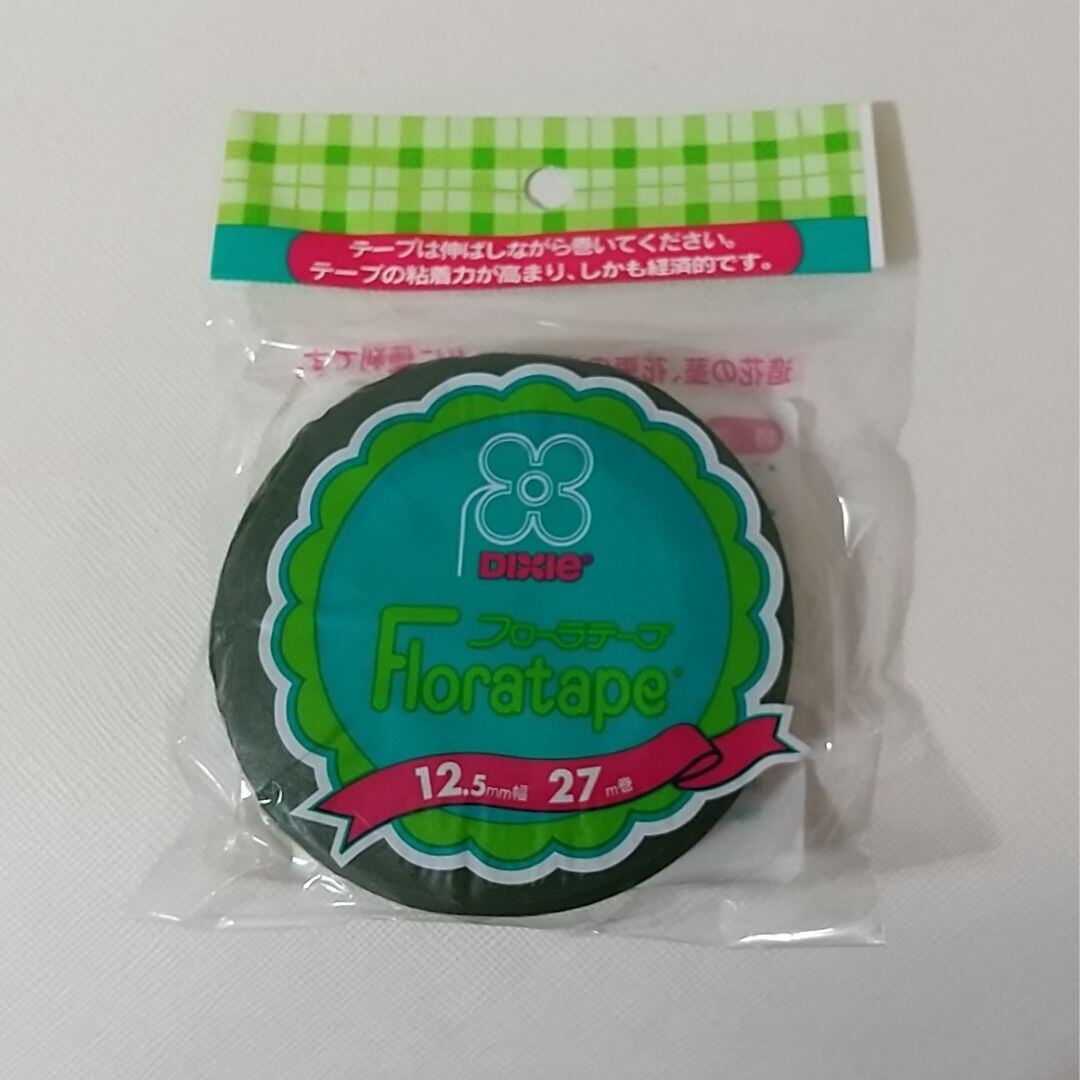 テープは伸ばしながら巻いてください。
テープの粘着力が高まり、しかも経済的です。
DIXIE®
フローラテープ
Floratape
12.5mm幅 27m巻